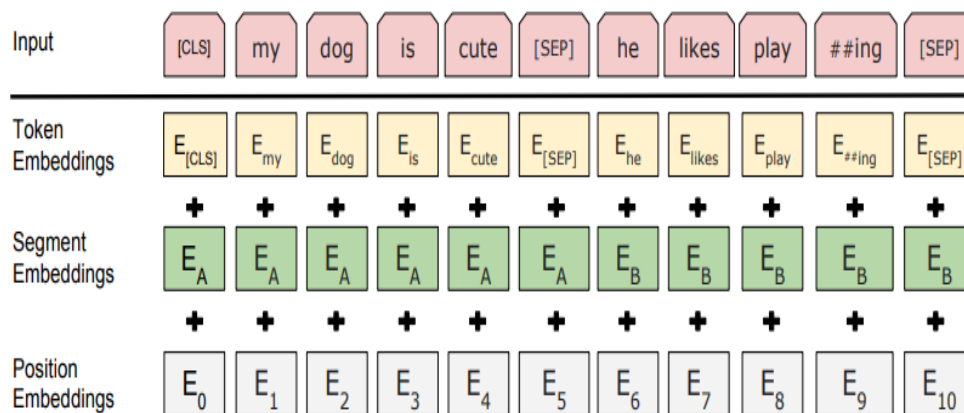 Input [CLS] my dog is cute [SEP] he likes play ##ing [SEP]
Token Embeddings E[CLS] Emy Edog Eis Ecute E[SEP] Ehe Elikes Eplay E##ing E[SEP]
+ + + + + + + + + + +
Segment Embeddings EA EA EA EA EA EA EB EB EB EB EB
+ + + + + + + + + + +
Position Embeddings E0 E1 E2 E3 E4 E5 E6 E7 E8 E9 E10